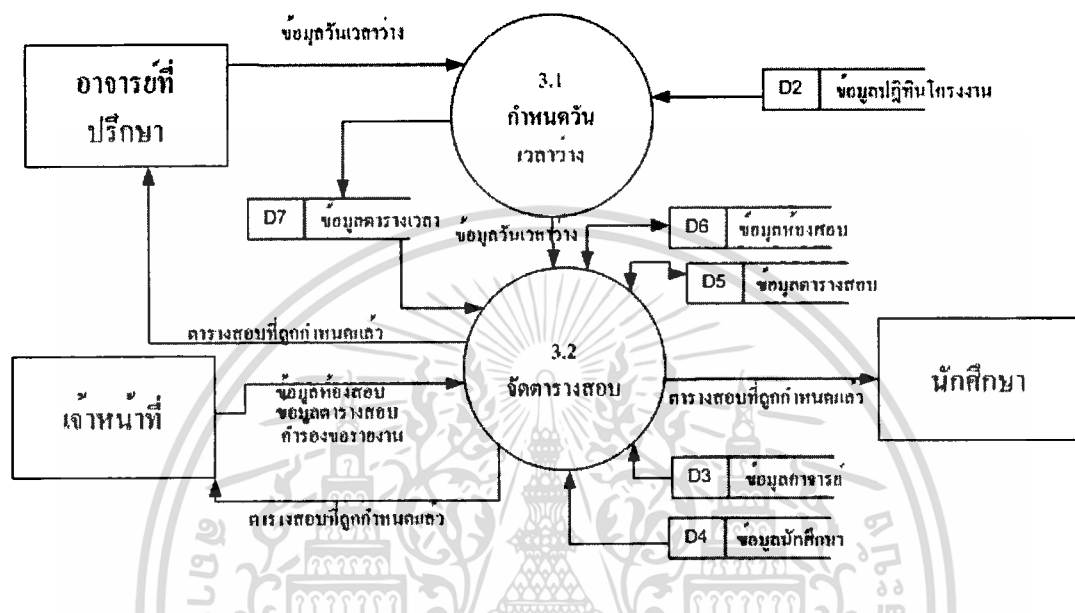 ข้อมูลวันเวลาว่าง
อาจารย์ที่
ปรึกษา
3.1
กำหนดวัน
เวลาว่าง
D2 ข้อมูลปฏิทินโครงงาน
D7 ข้อมูลตารางเวลา
ข้อมูลวันเวลาว่าง
D6 ข้อมูลห้องสอบ
D5 ข้อมูลตารางสอบ
ตารางสอบที่ถูกกำหนดแล้ว
3.2
จัดตารางสอบ
เจ้าหน้าที่
ข้อมูลห้องสอบ
ข้อมูลตารางสอบ
คำร้องขอรายงาน
ตารางสอบที่ถูกกำหนดแล้ว
นักศึกษา
D3 ข้อมูลอาจารย์
ตารางสอบที่ถูกกำหนดแล้ว
D4 ข้อมูลนักศึกษา